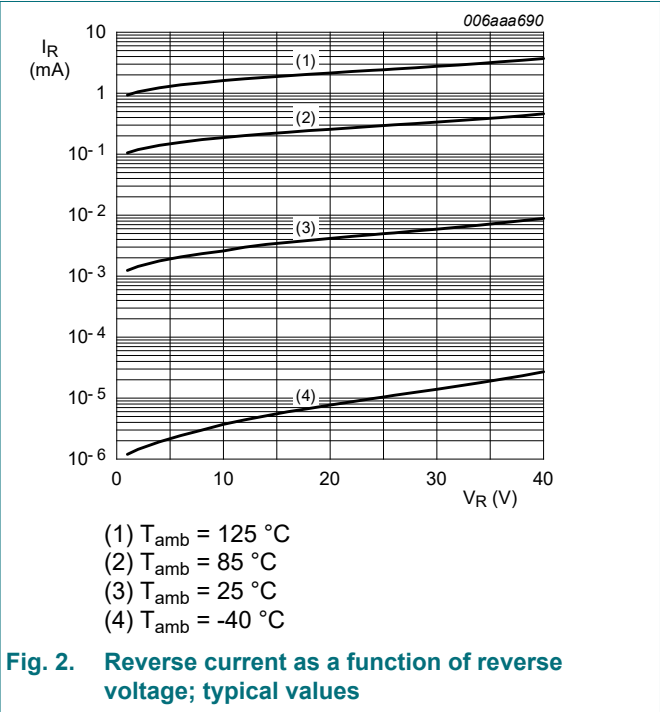 006aaa690
I_R
(mA)
10
1
10⁻¹
10⁻²
10⁻³
10⁻⁴
10⁻⁵
10⁻⁶
(1)
(2)
(3)
(4)
0 10 20 30 40
V_R (V)
(1) T_amb = 125 °C
(2) T_amb = 85 °C
(3) T_amb = 25 °C
(4) T_amb = -40 °C
Fig. 2. Reverse current as a function of reverse
voltage; typical values